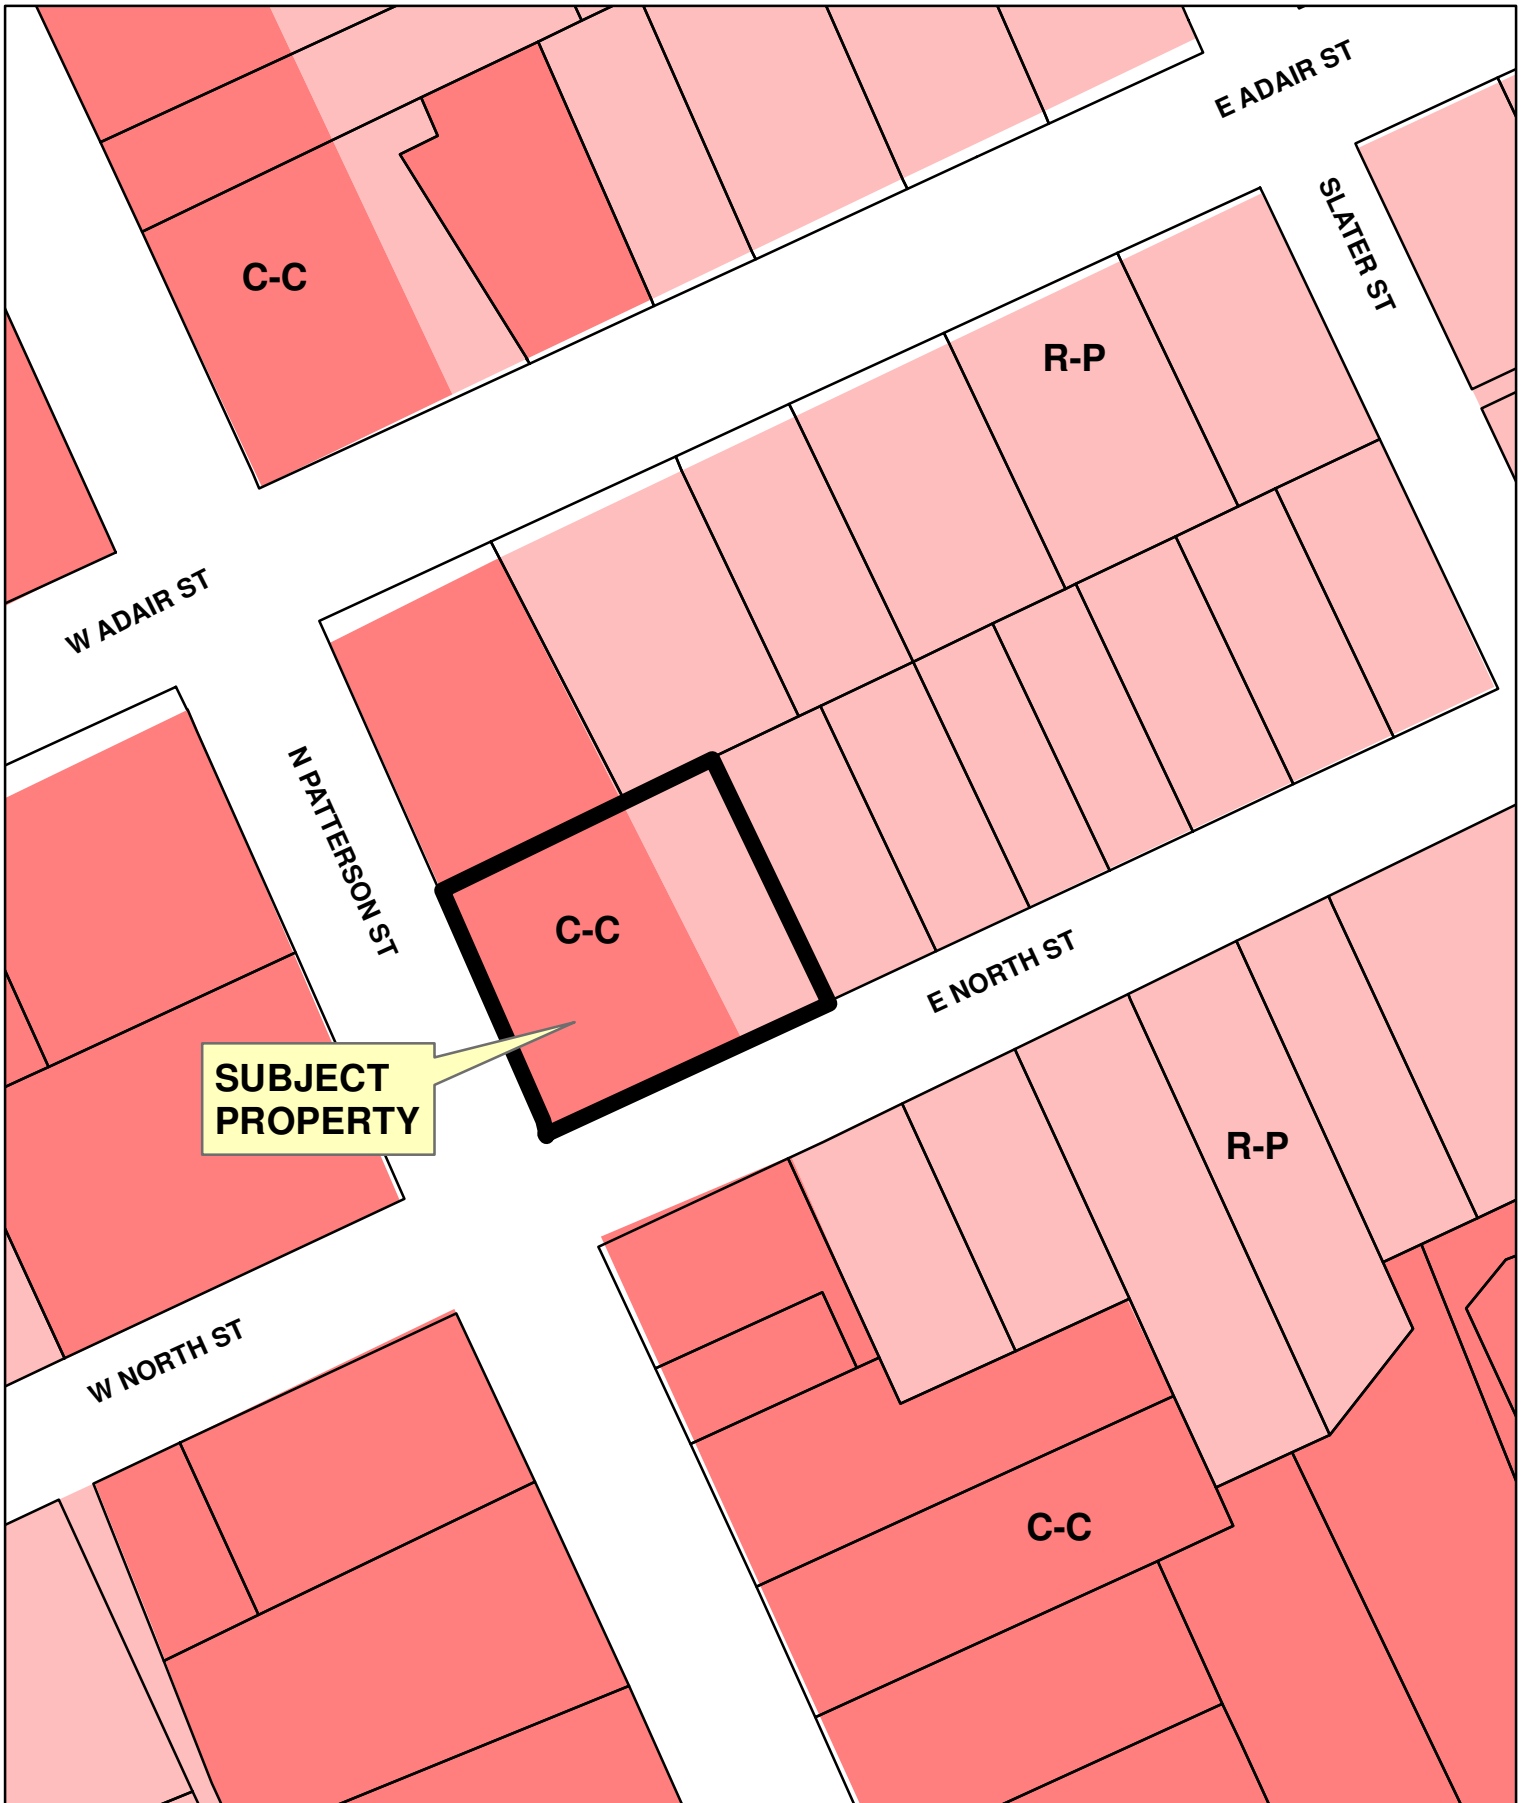 E ADAIR ST
SLATER ST
C-C
R-P
W ADAIR ST
N PATTERSON ST
C-C
E NORTH ST
SUBJECT
PROPERTY
R-P
W NORTH ST
C-C